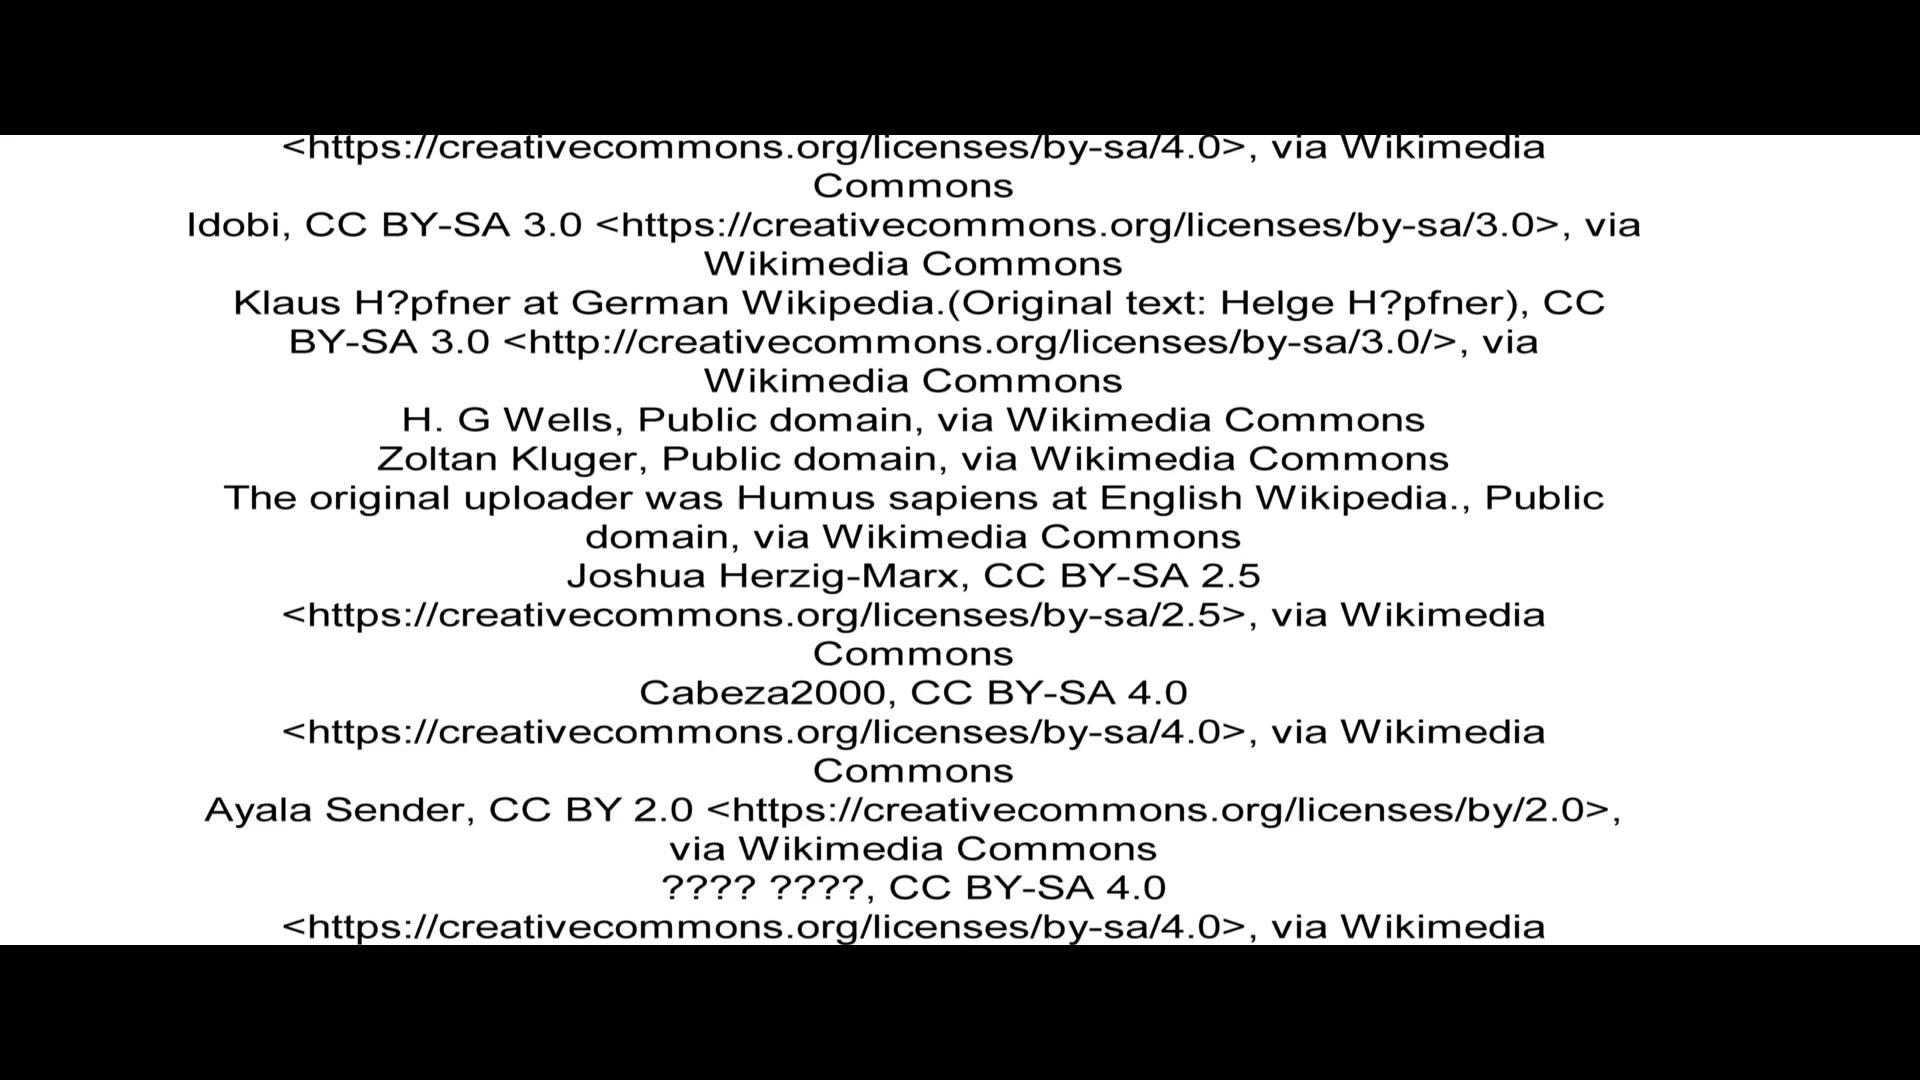 <https://creativecommons.org/licenses/by-sa/4.0>, via Wikimedia
Commons
Idobi, CC BY-SA 3.0 <https://creativecommons.org/licenses/by-sa/3.0>, via
Wikimedia Commons
Klaus H?pfner at German Wikipedia.(Original text: Helge H?pfner), CC
BY-SA 3.0 <http://creativecommons.org/licenses/by-sa/3.0/>, via
Wikimedia Commons
H. G Wells, Public domain, via Wikimedia Commons
Zoltan Kluger, Public domain, via Wikimedia Commons
The original uploader was Humus sapiens at English Wikipedia., Public
domain, via Wikimedia Commons
Joshua Herzig-Marx, CC BY-SA 2.5
<https://creativecommons.org/licenses/by-sa/2.5>, via Wikimedia
Commons
Cabeza2000, CC BY-SA 4.0
<https://creativecommons.org/licenses/by-sa/4.0>, via Wikimedia
Commons
Ayala Sender, CC BY 2.0 <https://creativecommons.org/licenses/by/2.0>,
via Wikimedia Commons
???? ????, CC BY-SA 4.0
<https://creativecommons.org/licenses/by-sa/4.0>, via Wikimedia